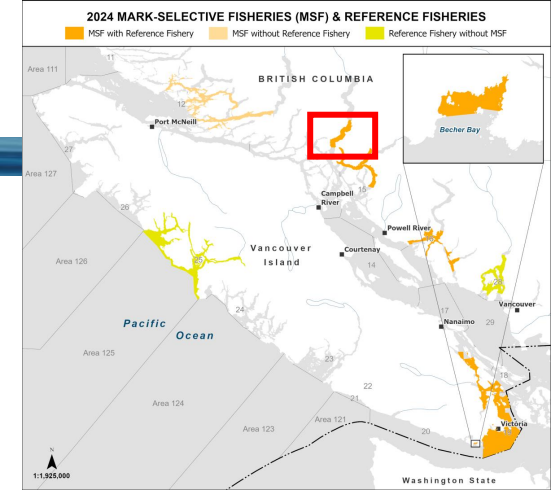 2024 MARK-SELECTIVE FISHERIES (MSF) & REFERENCE FISHERIES
MSF with Reference Fishery
MSF without Reference Fishery
Reference Fishery without MSF
Area 111
11
BRITISH COLUMBIA
12
Port McNeill
Becher Bay
27
Area 127
15
Campbell
River
26
Powell River
16
Vancouver
Island
Courtenay
14
Area 126
25
28
Vancouver
24
17
29
Nanaimo
Pacific
Ocean
Area 125
23
18
22
21
Area 124
Area 123
Area 121
20
Victoria
N
1:1,925,000
Washington State